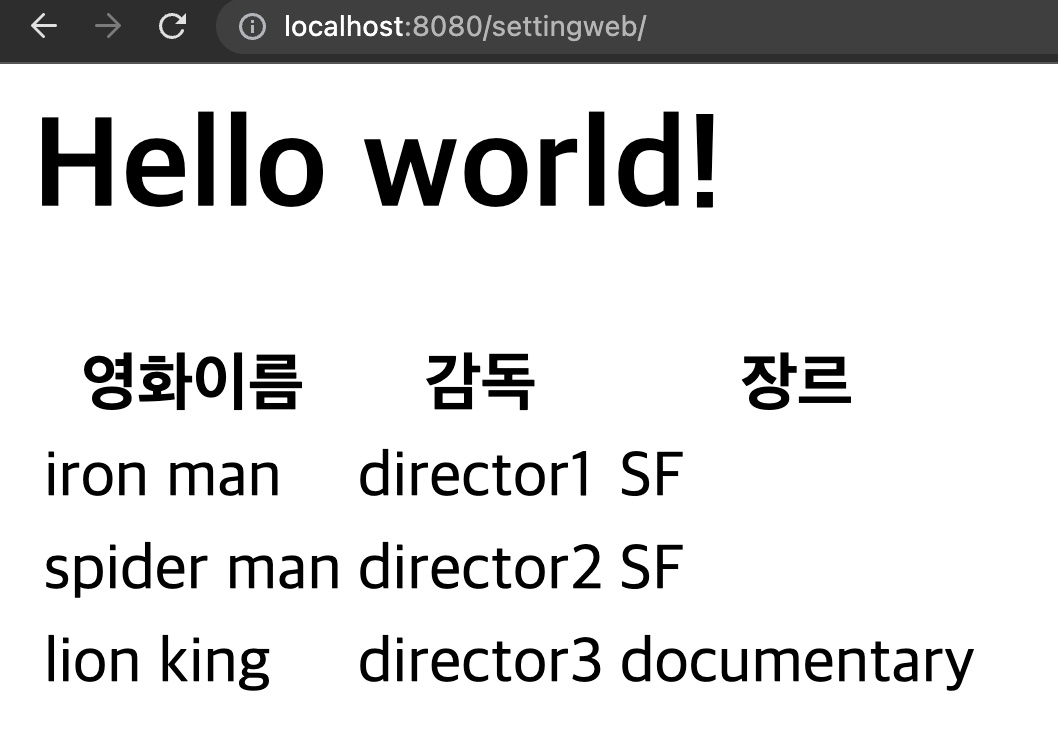 localhost:8080/settingweb/
Hello world!
영화이름 감독 장르
iron man director1 SF
spider man director2 SF
lion king director3 documentary